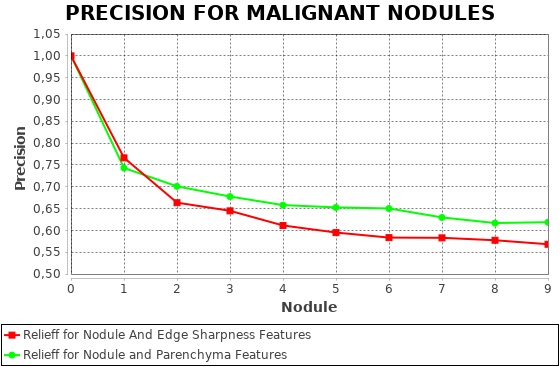 PRECISION FOR MALIGNANT NODULES
1,05
1,00
0,95
0,90
0,85
0,80
0,75
0,70
0,65
0,60
0,55
0,50
Precision
0 1 2 3 4 5 6 7 8 9
Nodule
Relieff for Nodule And Edge Sharpness Features
Relieff for Nodule and Parenchyma Features